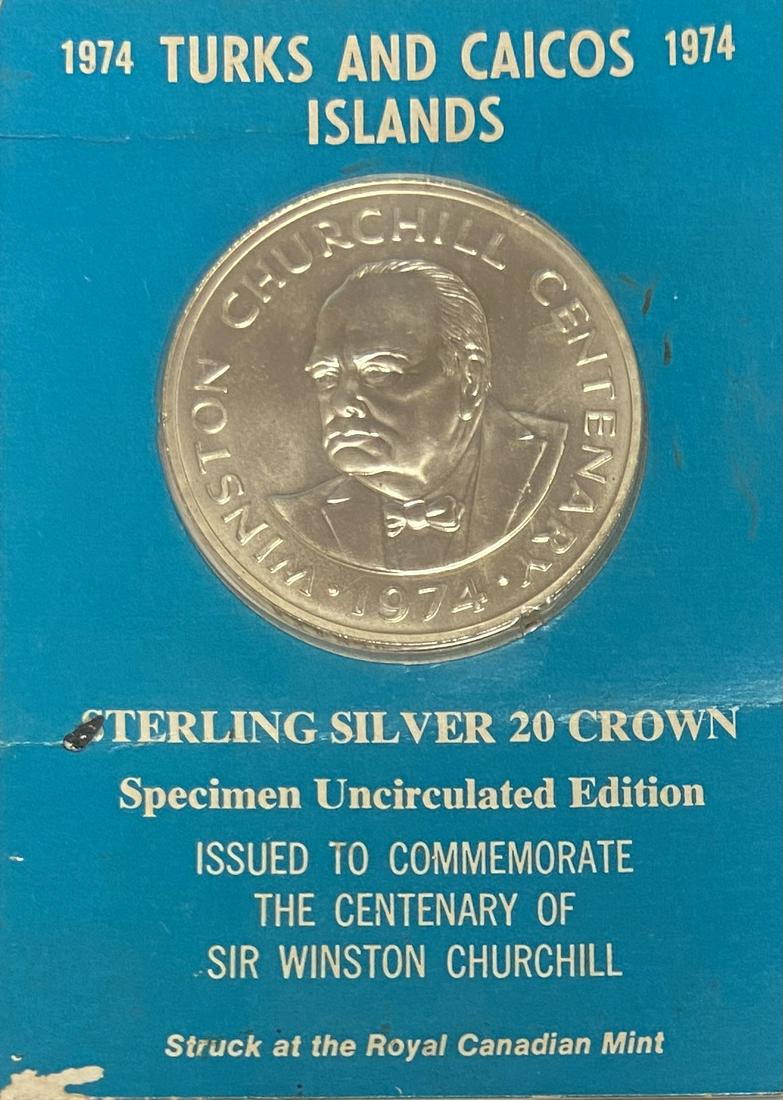 1974 TURKS AND CAICOS 1974
ISLANDS
WINSTON CHURCHILL CENTENARY
· 1974 ·
STERLING SILVER 20 CROWN
Specimen Uncirculated Edition
ISSUED TO COMMEMORATE
THE CENTENARY OF
SIR WINSTON CHURCHILL
Struck at the Royal Canadian Mint